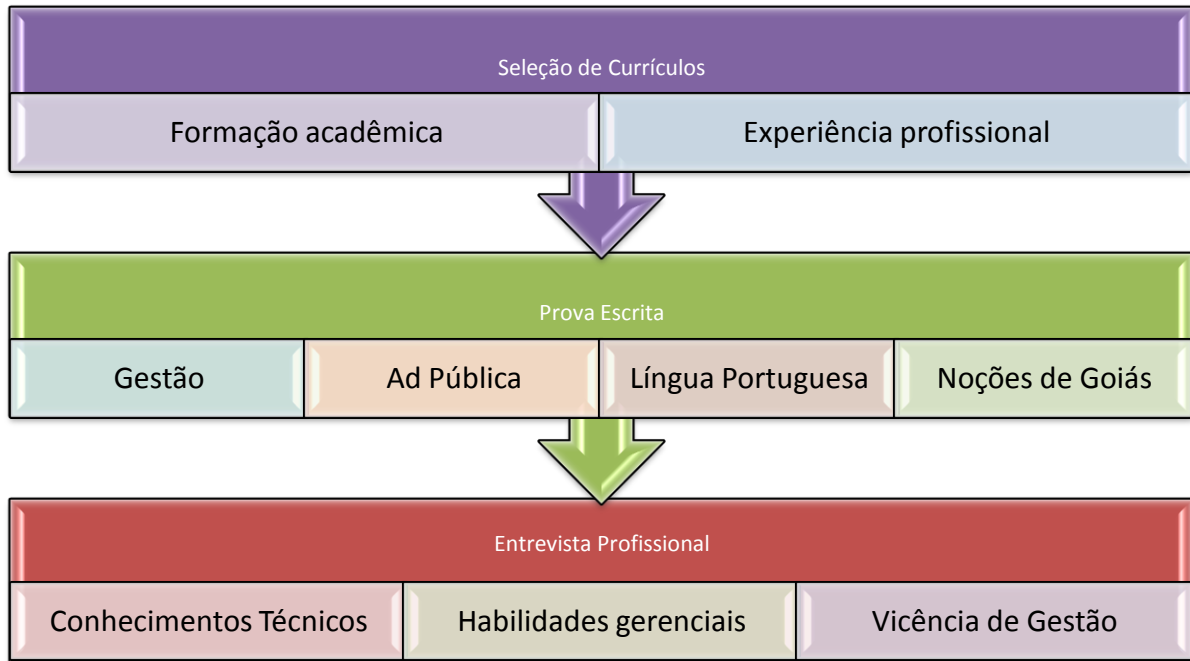 Seleção de Currículos
Formação acadêmica
Experiência profissional
Prova Escrita
Gestão
Ad Pública
Língua Portuguesa
Noções de Goiás
Entrevista Profissional
Conhecimentos Técnicos
Habilidades gerenciais
Vicência de Gestão